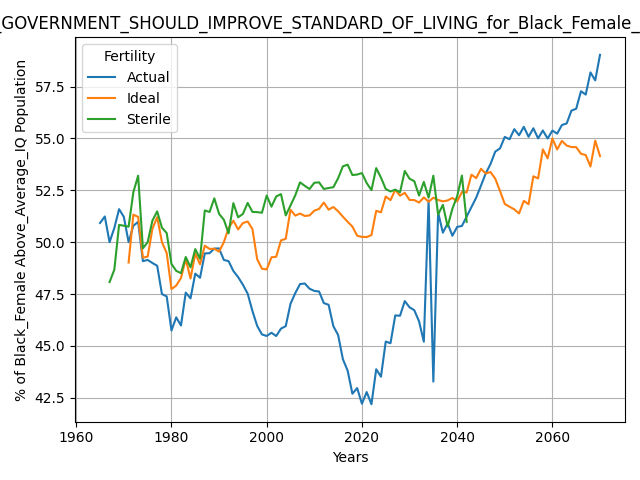 _GOVERNMENT_SHOULD_IMPROVE_STANDARD_OF_LIVING_for_Black_Female_
Fertility
Actual
Ideal
Sterile
% of Black_Female Above_Average_IQ Population
57.5
55.0
52.5
50.0
47.5
45.0
42.5
1960
1980
2000
2020
2040
2060
Years